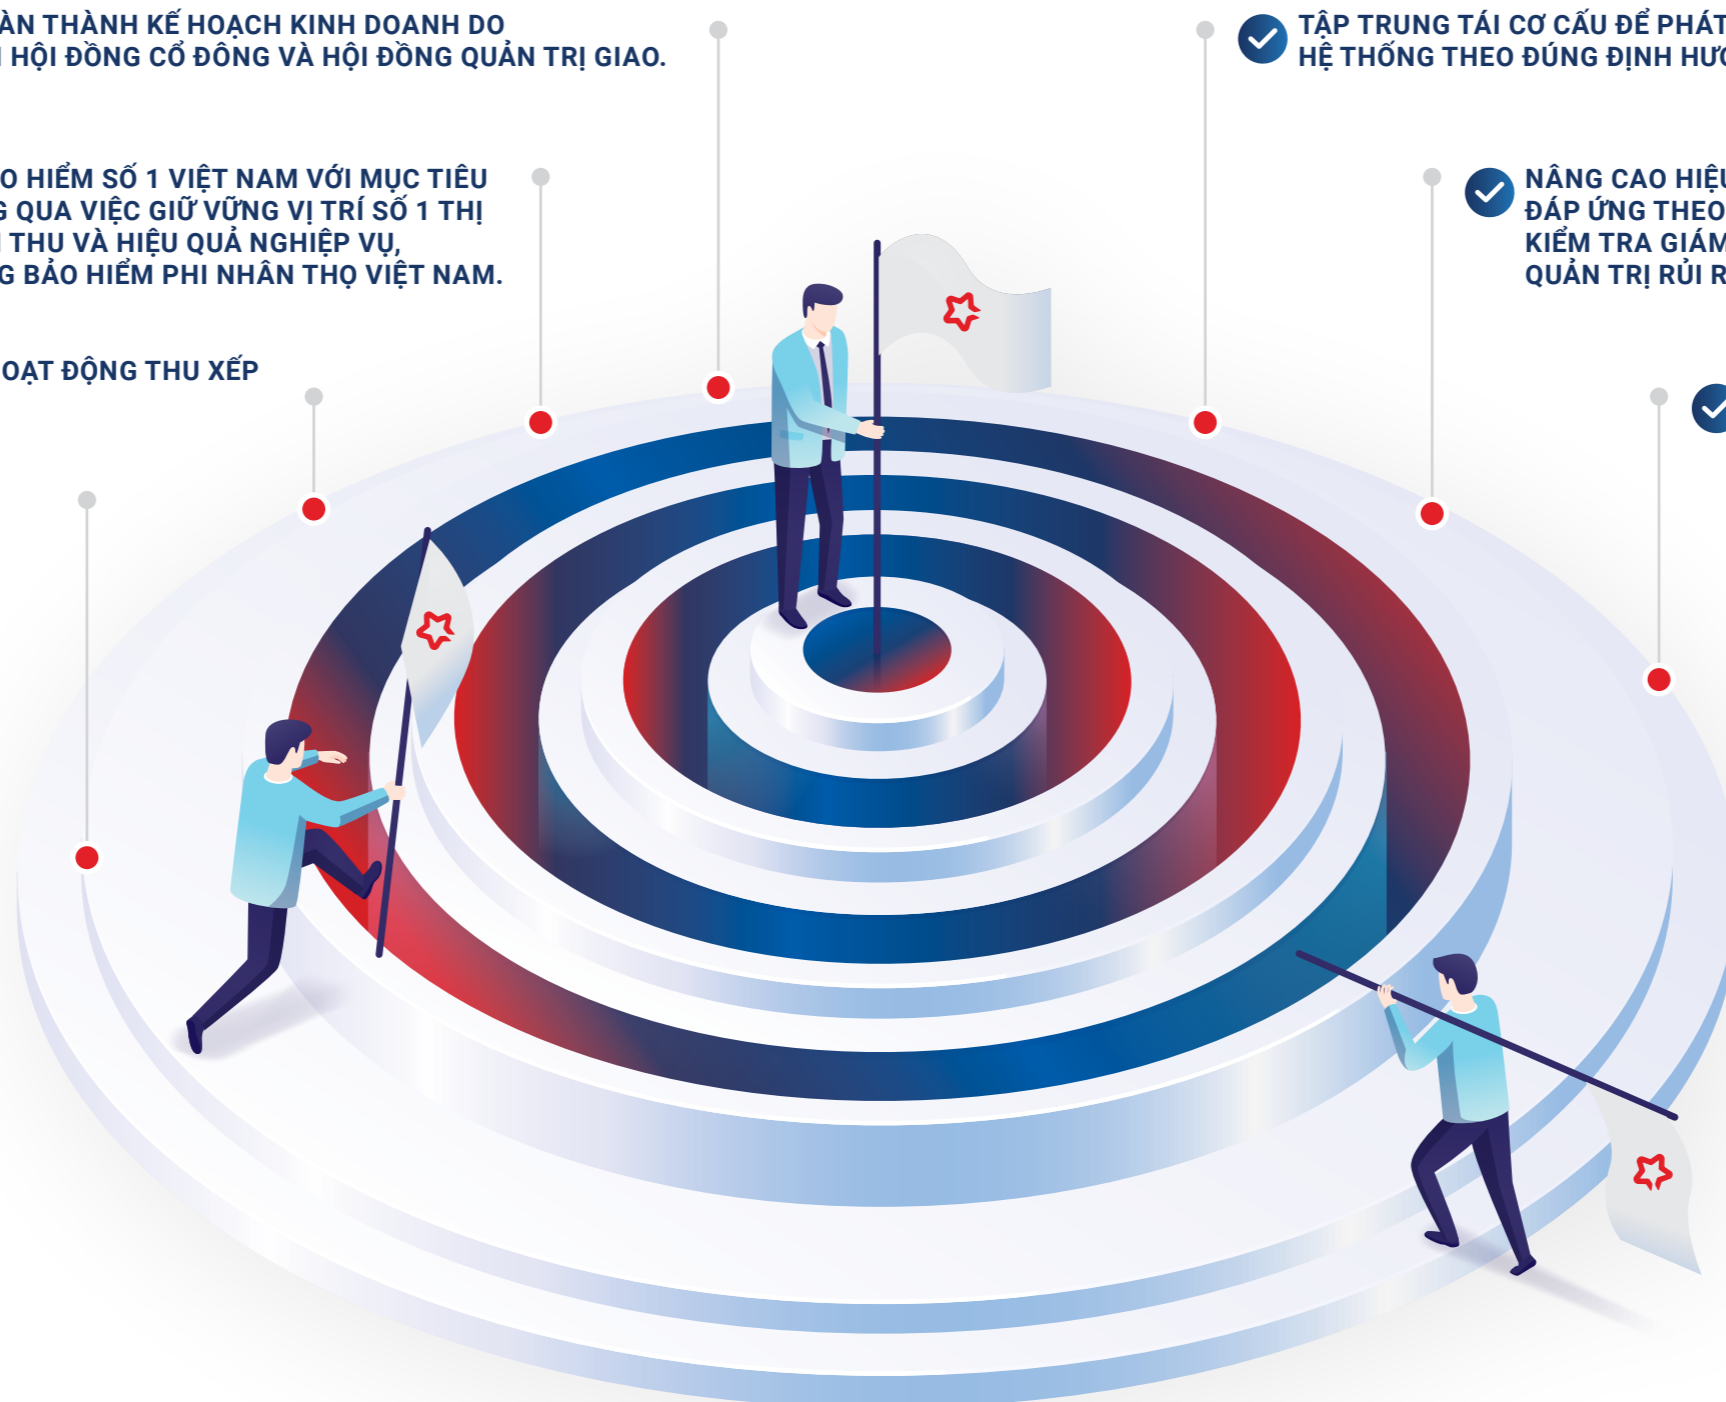 ÀN THÀNH KẾ HOẠCH KINH DOANH DO
HỘI ĐỒNG CỔ ĐÔNG VÀ HỘI ĐỒNG QUẢN TRỊ GIAO.
O HIỂM SỐ 1 VIỆT NAM VỚI MỤC TIÊU
G QUA VIỆC GIỮ VỮNG VỊ TRÍ SỐ 1 THỊ
THU VÀ HIỆU QUẢ NGHIỆP VỤ,
G BẢO HIỂM PHI NHÂN THỌ VIỆT NAM.
OẠT ĐỘNG THU XẾP
TẬP TRUNG TÁI CƠ CẤU ĐỂ PHÁT
HỆ THỐNG THEO ĐÚNG ĐỊNH HƯỚ
NÂNG CAO HIỆU
ĐÁP ỨNG THEO
KIỂM TRA GIÁM
QUẢN TRỊ RỦI R